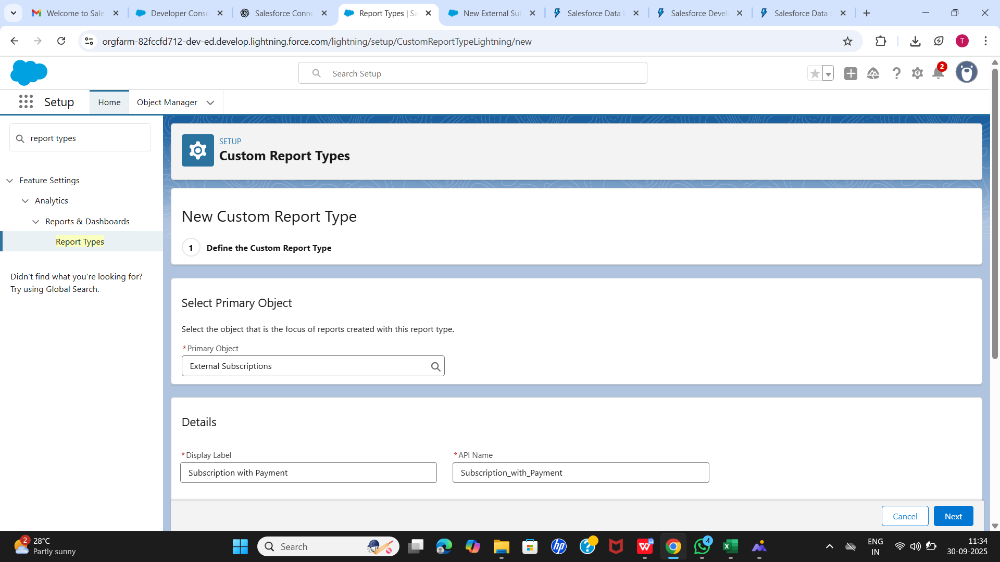 Welcome to Sale
Developer Consc
Salesforce Conne
Report Types | Sa
New External Sub
Salesforce Data L
Salesforce Devel
Salesforce Data L
orgfarm-82fccfd712-dev-ed.develop.lightning.force.com/lightning/setup/CustomReportTypeLightning/new
T
Search Setup
2
Setup
Home
Object Manager
report types
Feature Settings
Analytics
Reports & Dashboards
Report Types
Didn't find what you're looking for?
Try using Global Search.
SETUP
Custom Report Types
New Custom Report Type
1 Define the Custom Report Type
Select Primary Object
Select the object that is the focus of reports created with this report type.
*Primary Object
External Subscriptions
Details
*Display Label
Subscription with Payment
*API Name
Subscription_with_Payment
Cancel
Next
2
28°C
Partly sunny
Search
hp
W
4
ENG
IN
11:34
30-09-2025